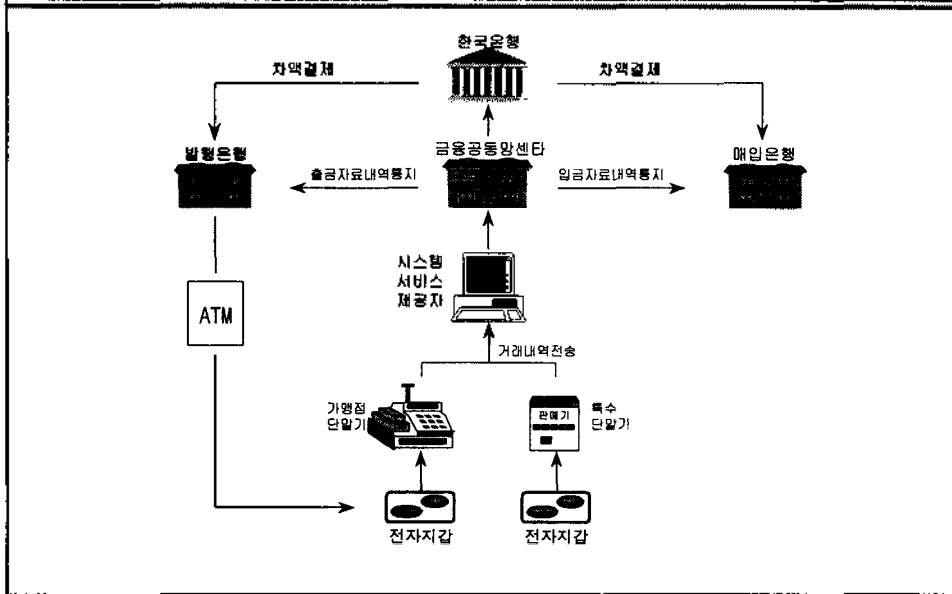 한국은행
차액결제
차액결제
발행은행
금융공동망센타
매입은행
출금자료내역통지
입금자료내역통지
시스템
서비스
제공자
ATM
거래내역전송
가맹점
단말기
판매기
특수
단말기
전자지갑
전자지갑